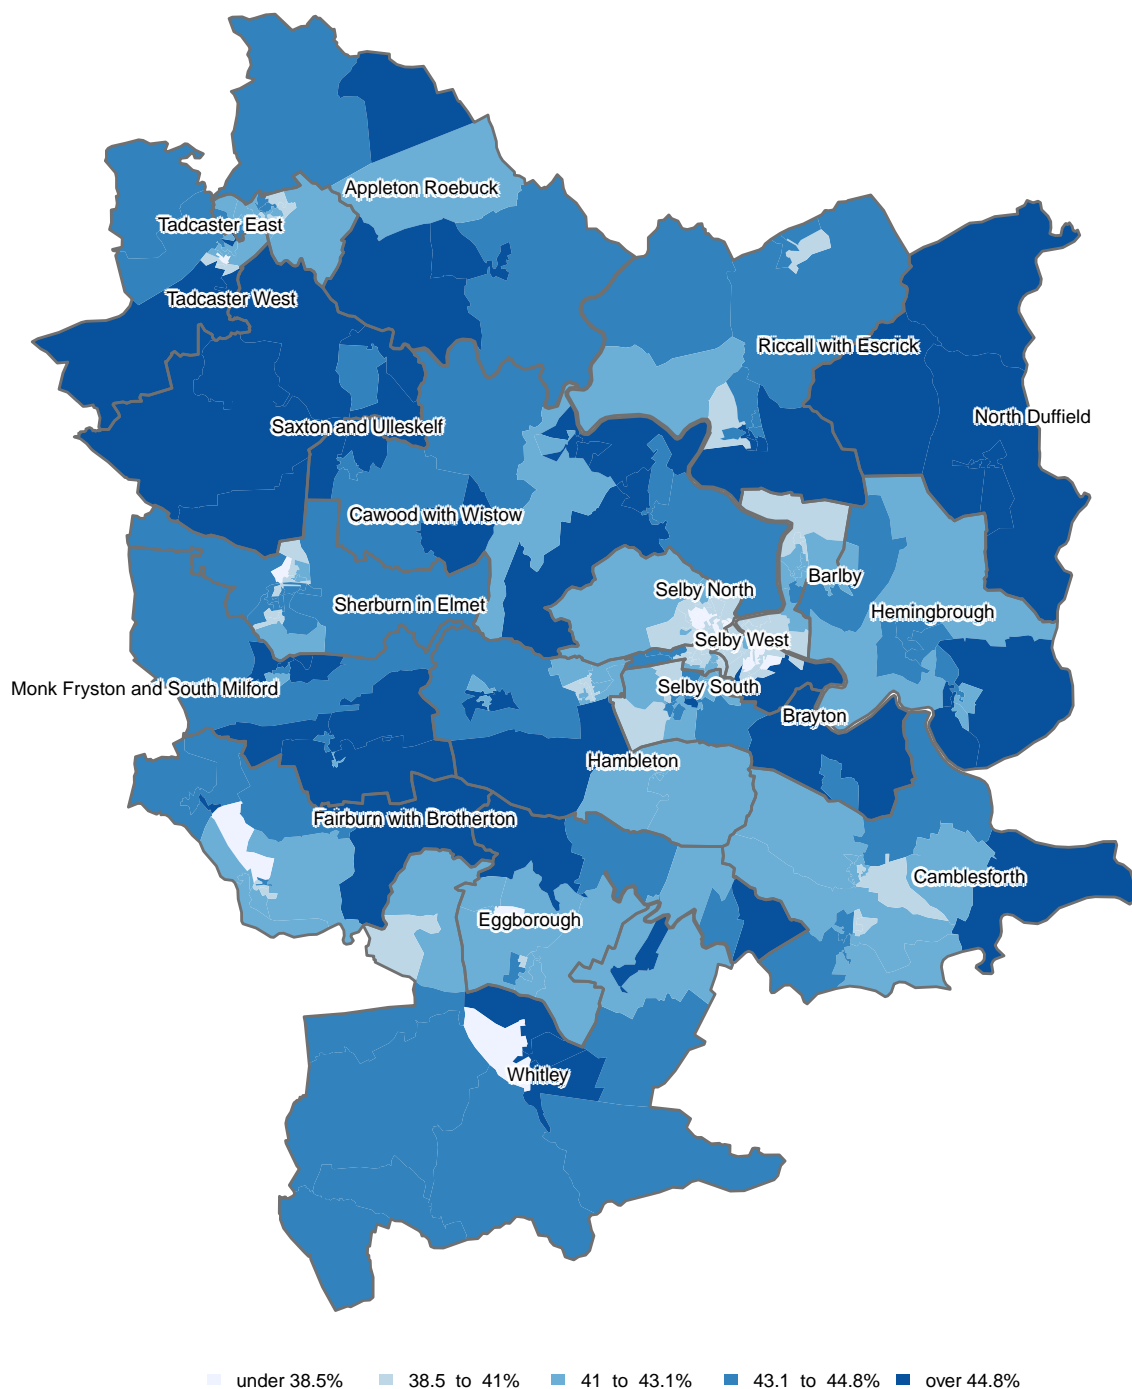 Appleton Roebuck
Tadcaster East
Tadcaster West
Riccall with Escrick
North Duffield
Saxton and Ulleskelf
Cawood with Wistow
Barlby
Selby North
Sherburn in Elmet
Hemingbrough
Selby West
Monk Fryston and South Milford
Selby South
Brayton
Hambleton
Fairburn with Brotherton
Camblesforth
Eggborough
Whitley
under 38.5% 38.5 to 41% 41 to 43.1% 43.1 to 44.8% over 44.8%